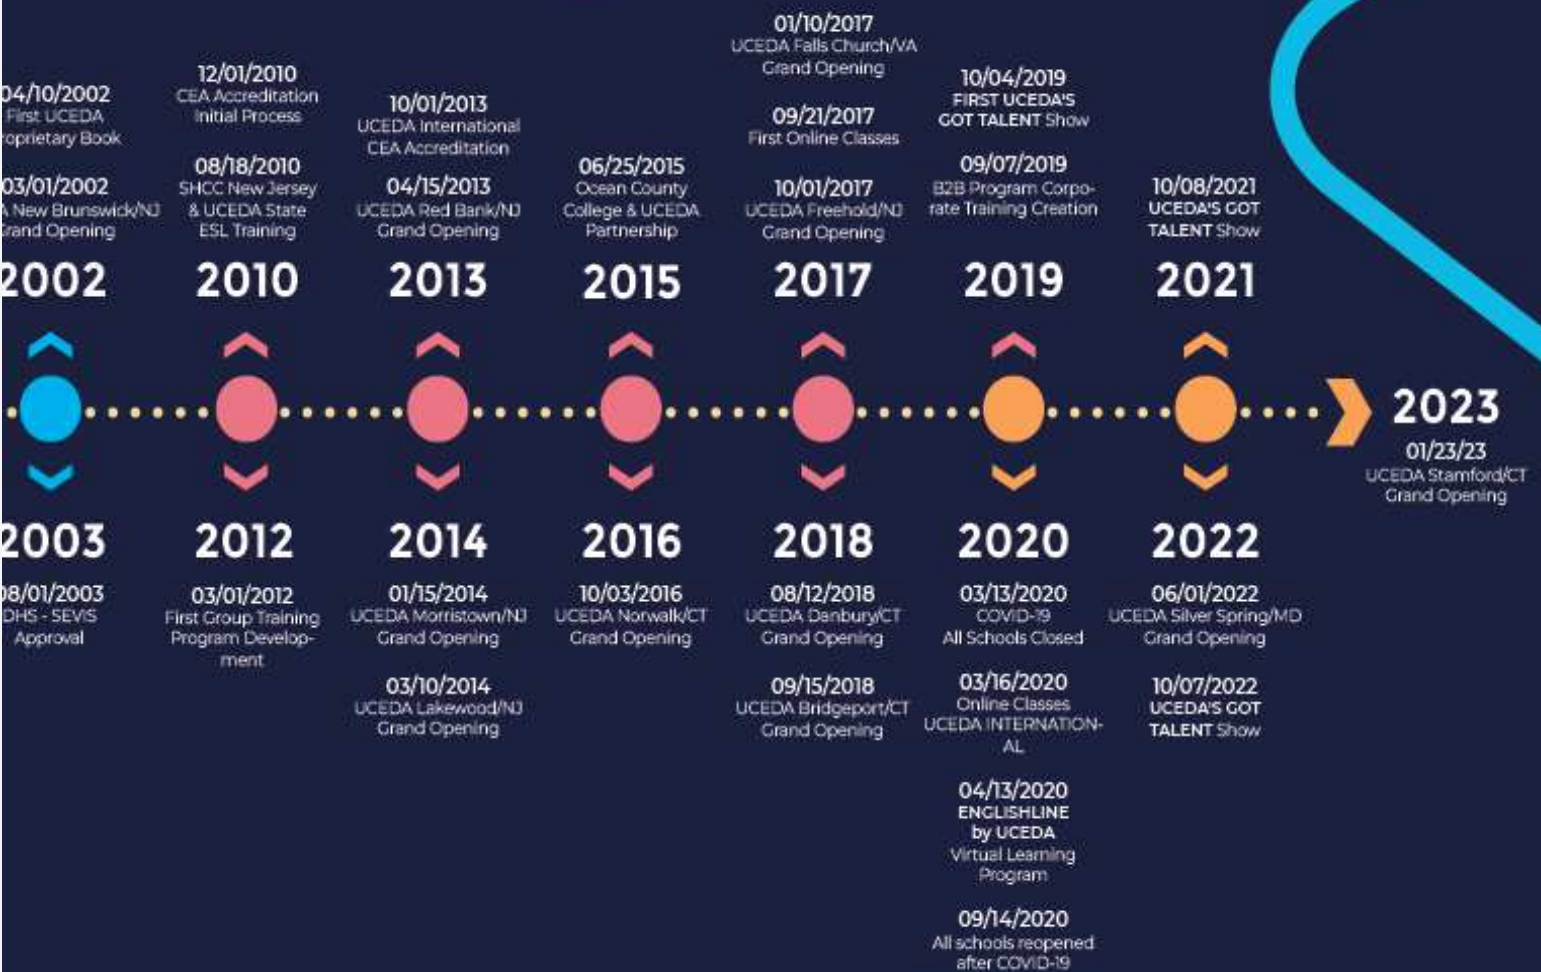 04/10/2002
First UCEDA
roprietary Book
03/01/2002
A New Brunswick/NJ
Grand Opening
2002
12/01/2010
CEA Accreditation
Initial Process
08/18/2010
SHCC New Jersey
& UCEDA State
ESL Training
2010
10/01/2013
UCEDA International
CEA Accreditation
04/15/2013
UCEDA Red Bank/NJ
Grand Opening
2013
06/25/2015
Ocean County
College & UCEDA
Partnership
2015
01/10/2017
UCEDA Falls Church/VA
Grand Opening
09/21/2017
First Online Classes
10/01/2017
UCEDA Freehold/NJ
Grand Opening
2017
10/04/2019
FIRST UCEDA'S
GOT TALENT Show
09/07/2019
B2B Program Corpo-
rate Training Creation
2019
10/08/2021
UCEDA'S GOT
TALENT Show
2021
2023
01/23/23
UCEDA Stamford/CT
Grand Opening
2003
08/01/2003
DHS - SEVIS
Approval
2012
03/01/2012
First Group Training
Program Develop-
ment
2014
01/15/2014
UCEDA Morristown/NJ
Grand Opening
03/10/2014
UCEDA Lakewood/NJ
Grand Opening
2016
10/03/2016
UCEDA Norwalk/CT
Grand Opening
2018
08/12/2018
UCEDA Danbury/CT
Grand Opening
09/15/2018
UCEDA Bridgeport/CT
Grand Opening
2020
03/13/2020
COVID-19
All Schools Closed
03/16/2020
Online Classes
UCEDA INTERNATION-
AL
04/13/2020
ENGLISHLINE
by UCEDA
Virtual Learning
Program
09/14/2020
All schools reopened
after COVID-19
2022
06/01/2022
UCEDA Silver Spring/MD
Grand Opening
10/07/2022
UCEDA'S GOT
TALENT Show